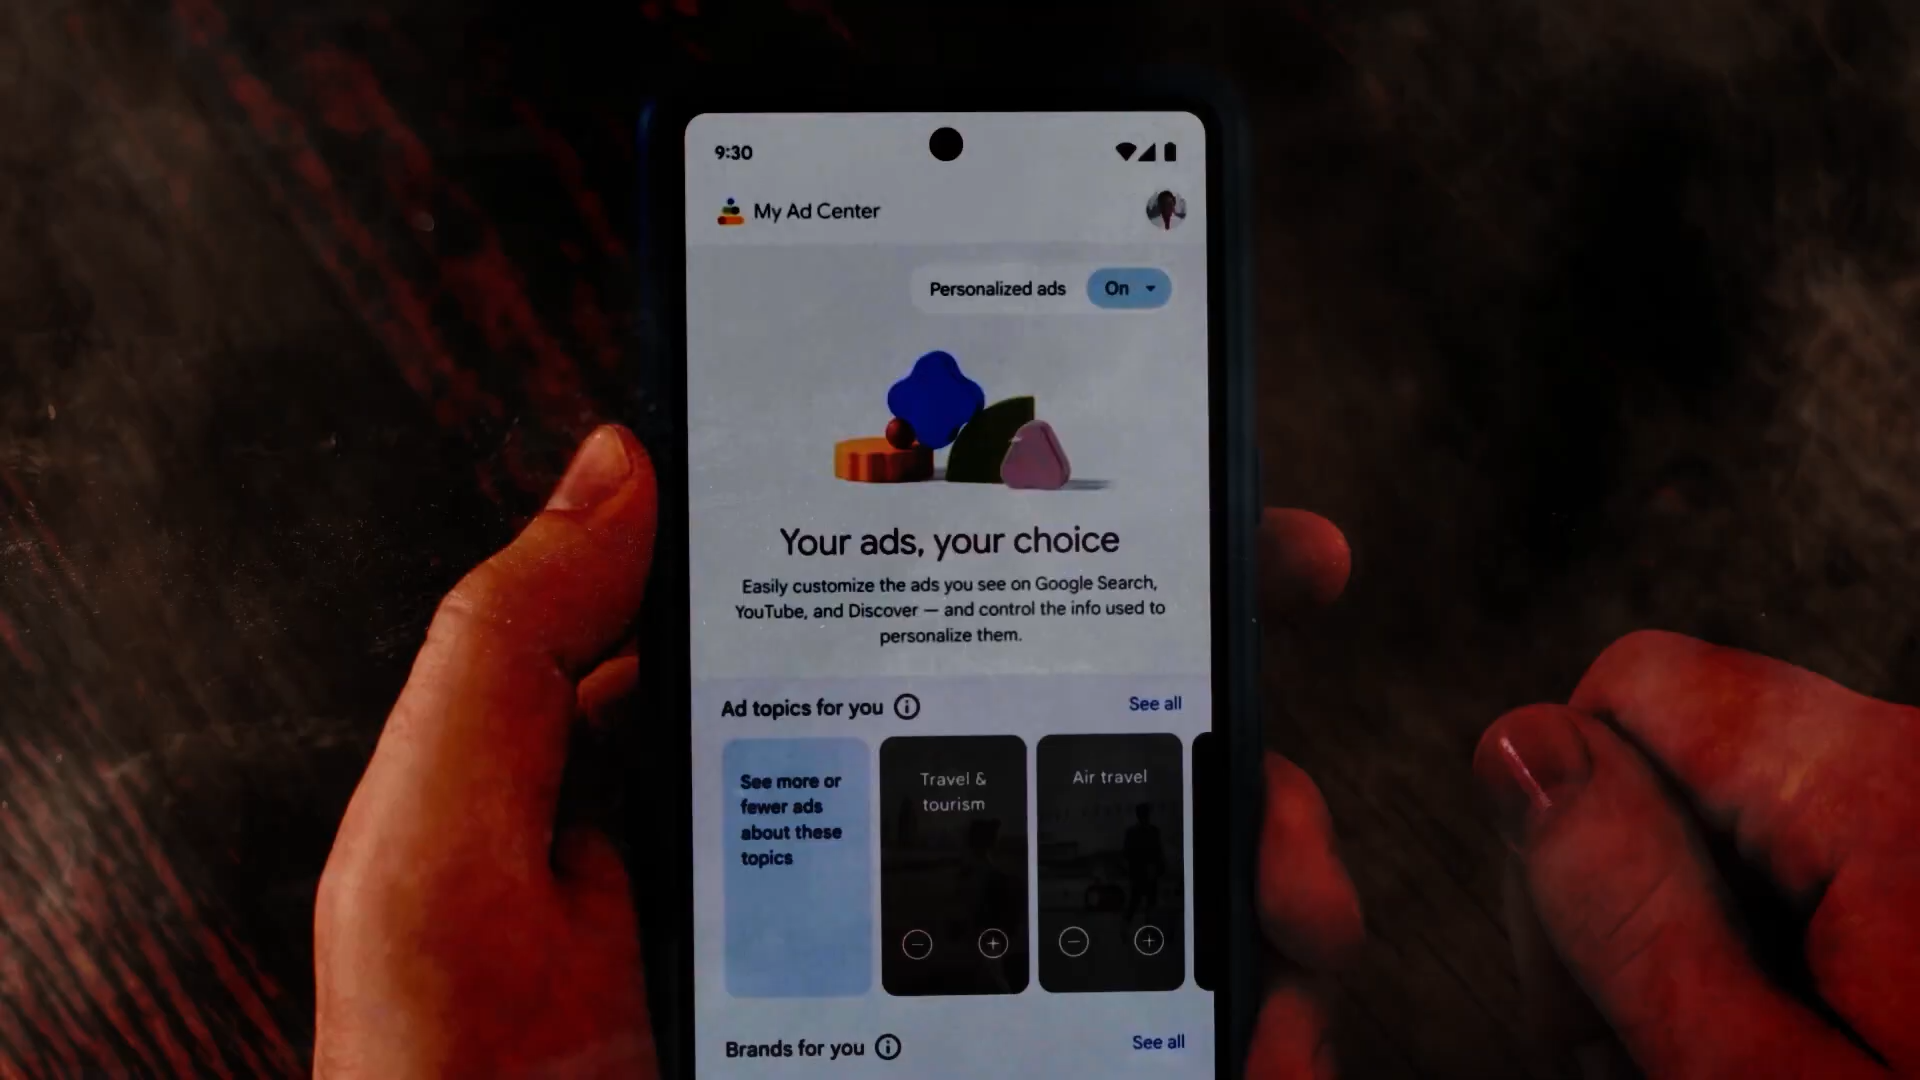 9:30
My Ad Center
Personalized ads On
Your ads, your choice
Easily customize the ads you see on Google Search,
YouTube, and Discover — and control the info used to
personalize them.
Ad topics for you
See all
See more or
fewer ads
about these
topics
Travel &
tourism
Air travel
Brands for you
See all